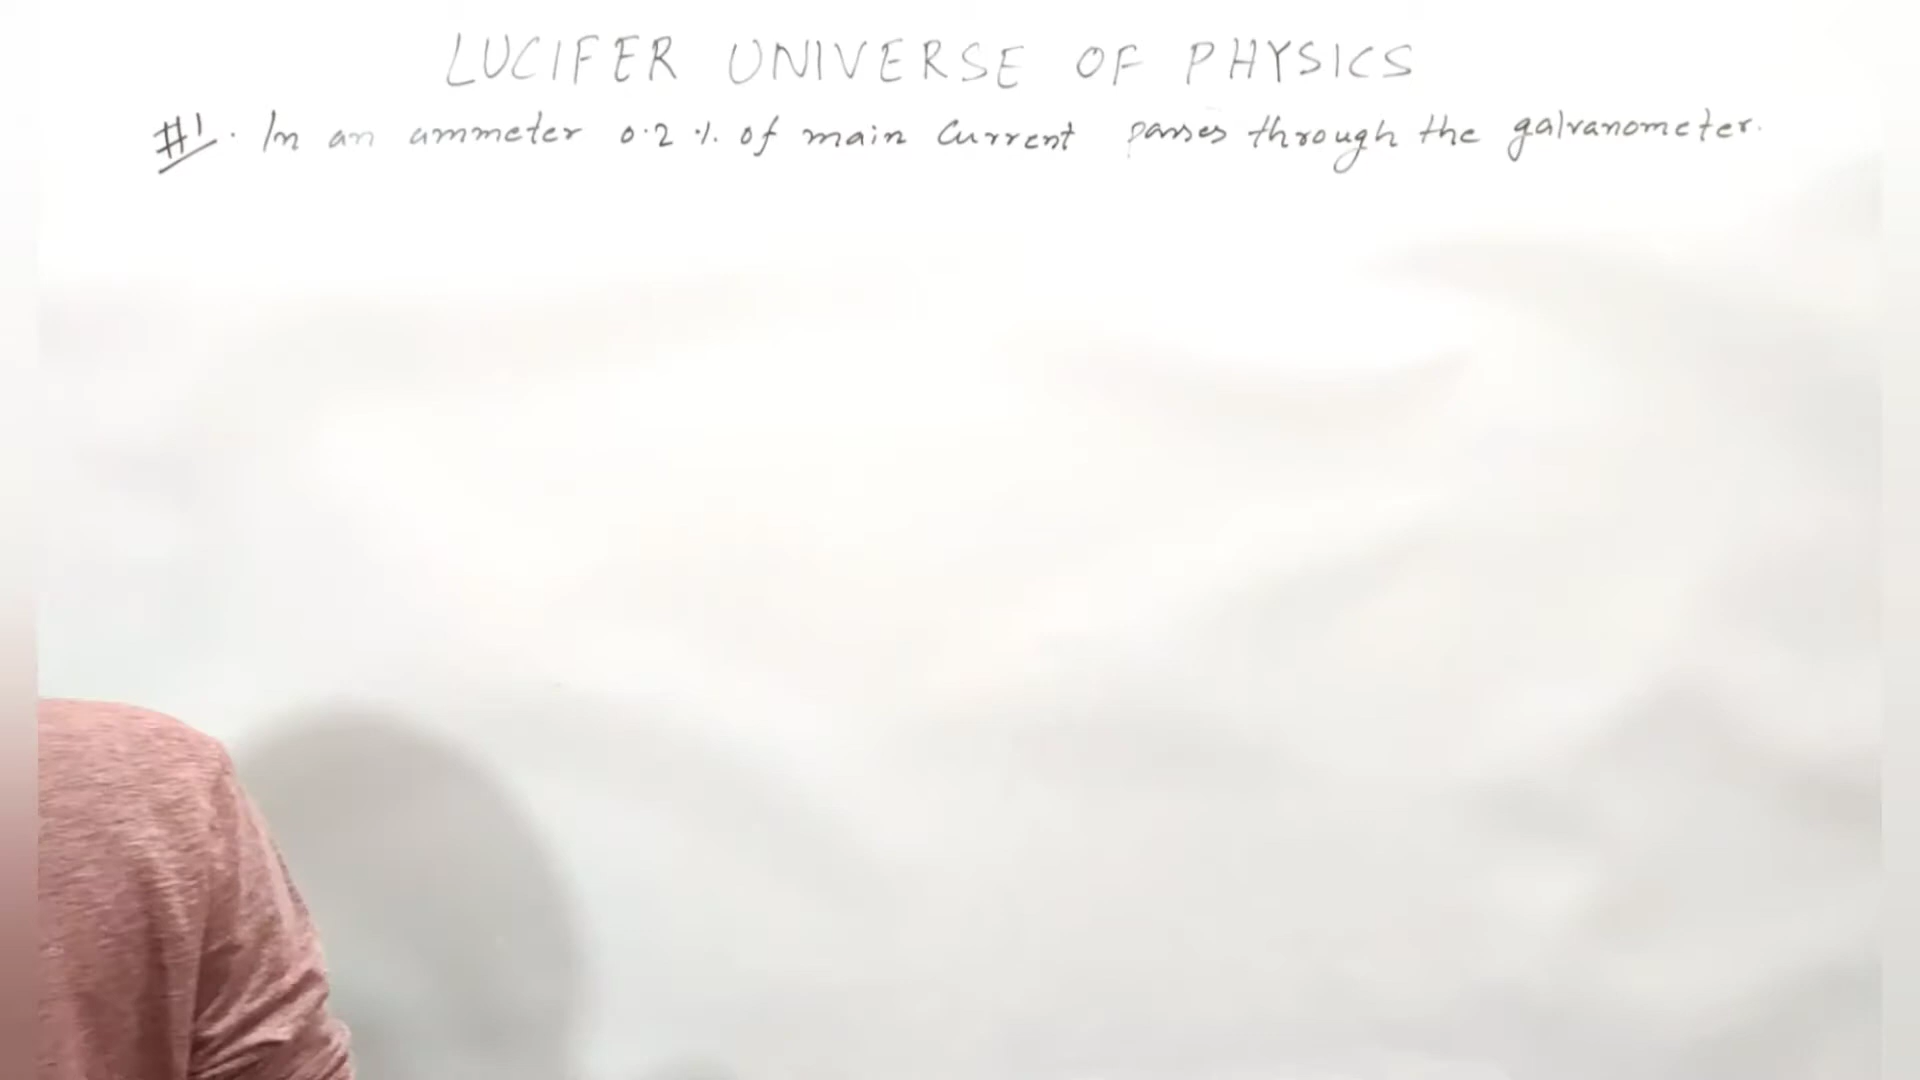 LUCIFER UNIVERSE OF PHYSICS
#1. In an ammeter 0.2 % of main current passes through the galvanometer.